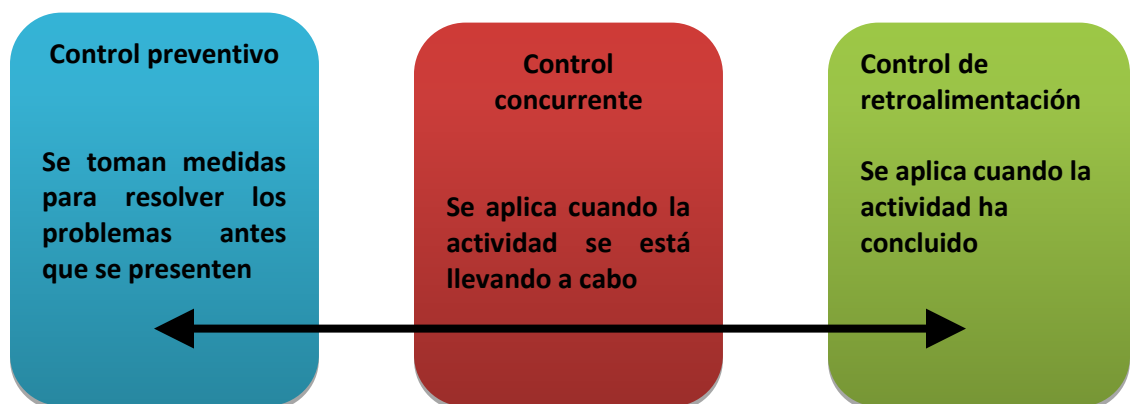 Control preventivo
Se toman medidas
para resolver los
problemas antes
que se presenten
Control
concurrente
Se aplica cuando la
actividad se está
llevando a cabo
Control de
retroalimentación
Se aplica cuando la
actividad ha
concluido